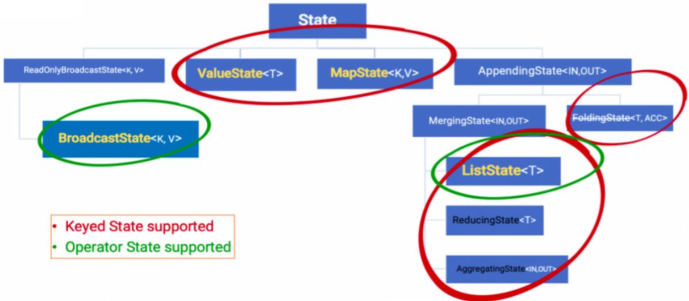 State
ReadOnlyBroadcastState<K, V>
ValueState<T>
MapState<K,V>
AppendingState<IN,OUT>
BroadcastState<K, V>
MergingState<IN,OUT>
FoldingState<T, ACC>
ListState<T>
ReducingState<T>
AggregatingState<IN,OUT>
• Keyed State supported
• Operator State supported